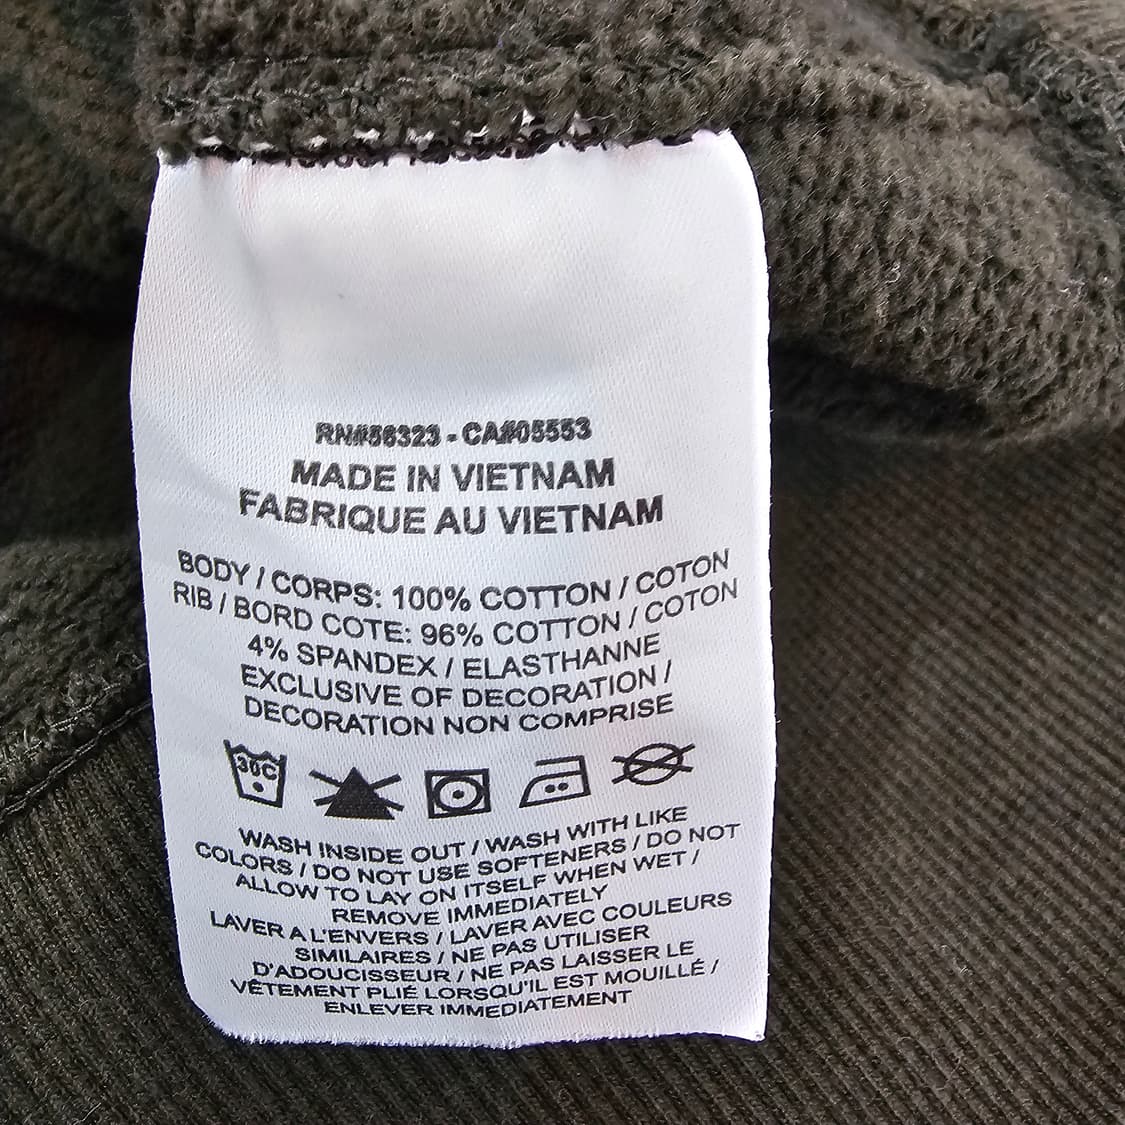 RN#56323 - CA#05553
MADE IN VIETNAM
FABRIQUE AU VIETNAM
BODY / CORPS: 100% COTTON / COTON
RIB / BORD COTE: 96% COTTON / COTON
4% SPANDEX / ELASTHANNE
EXCLUSIVE OF DECORATION /
DECORATION NON COMPRISE
30C
WASH INSIDE OUT / WASH WITH LIKE
COLORS / DO NOT USE SOFTENERS / DO NOT
ALLOW TO LAY ON ITSELF WHEN WET /
REMOVE IMMEDIATELY
LAVER A L'ENVERS / LAVER AVEC COULEURS
SIMILAIRES / NE PAS UTILISER
D'ADOUCISSEUR / NE PAS LAISSER LE
VÊTEMENT PLIÉ LORSQU'IL EST MOUILLÉ /
ENLEVER IMMEDIATEMENT